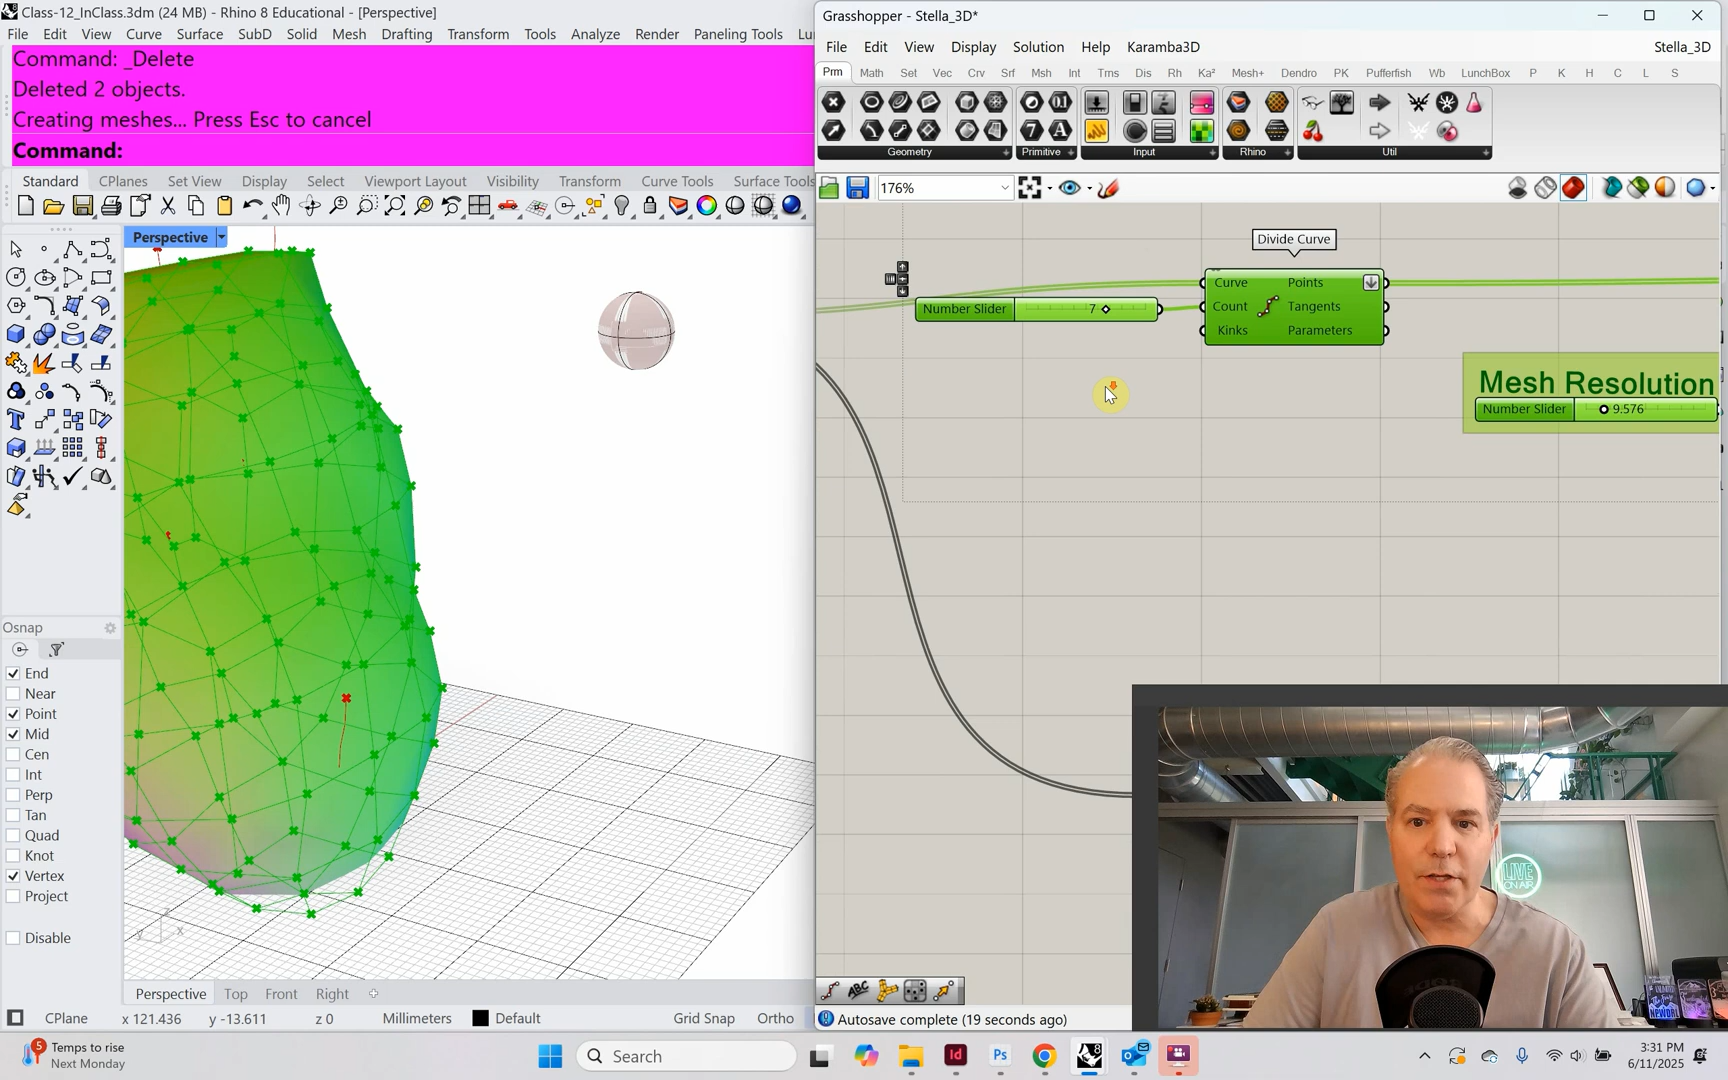 Class-12_InClass.3dm (24 MB) - Rhino 8 Educational - [Perspective]
File Edit View Curve Surface SubD Solid Mesh Drafting Transform Tools Analyze Render Paneling Tools Lu
Command: _Delete
Deleted 2 objects.
Creating meshes... Press Esc to cancel
Command:
Standard CPlanes Set View Display Select Viewport Layout Visibility Transform Curve Tools Surface Tools
Perspective
Osnap
End
Near
Point
Mid
Cen
Int
Perp
Tan
Quad
Knot
Vertex
Project
Disable
z
y x
Perspective Top Front Right
CPlane x 121.436 y -13.611 z 0 Millimeters Default Grid Snap Ortho
Grasshopper - Stella_3D*
File Edit View Display Solution Help Karamba3D Stella_3D
Prm Math Set Vec Crv Srf Msh Int Trns Dis Rh Ka² Mesh+ Dendro PK Pufferfish Wb LunchBox P K H C L S
Geometry Primitive Input Rhino Util
176%
Divide Curve
Curve Points
Count Tangents
Kinks Parameters
Number Slider 7
Mesh Resolution
Number Slider 9.576
LIVE
ON AIR
Autosave complete (19 seconds ago)
5 Temps to rise
Next Monday
Search
3:31 PM
6/11/2025